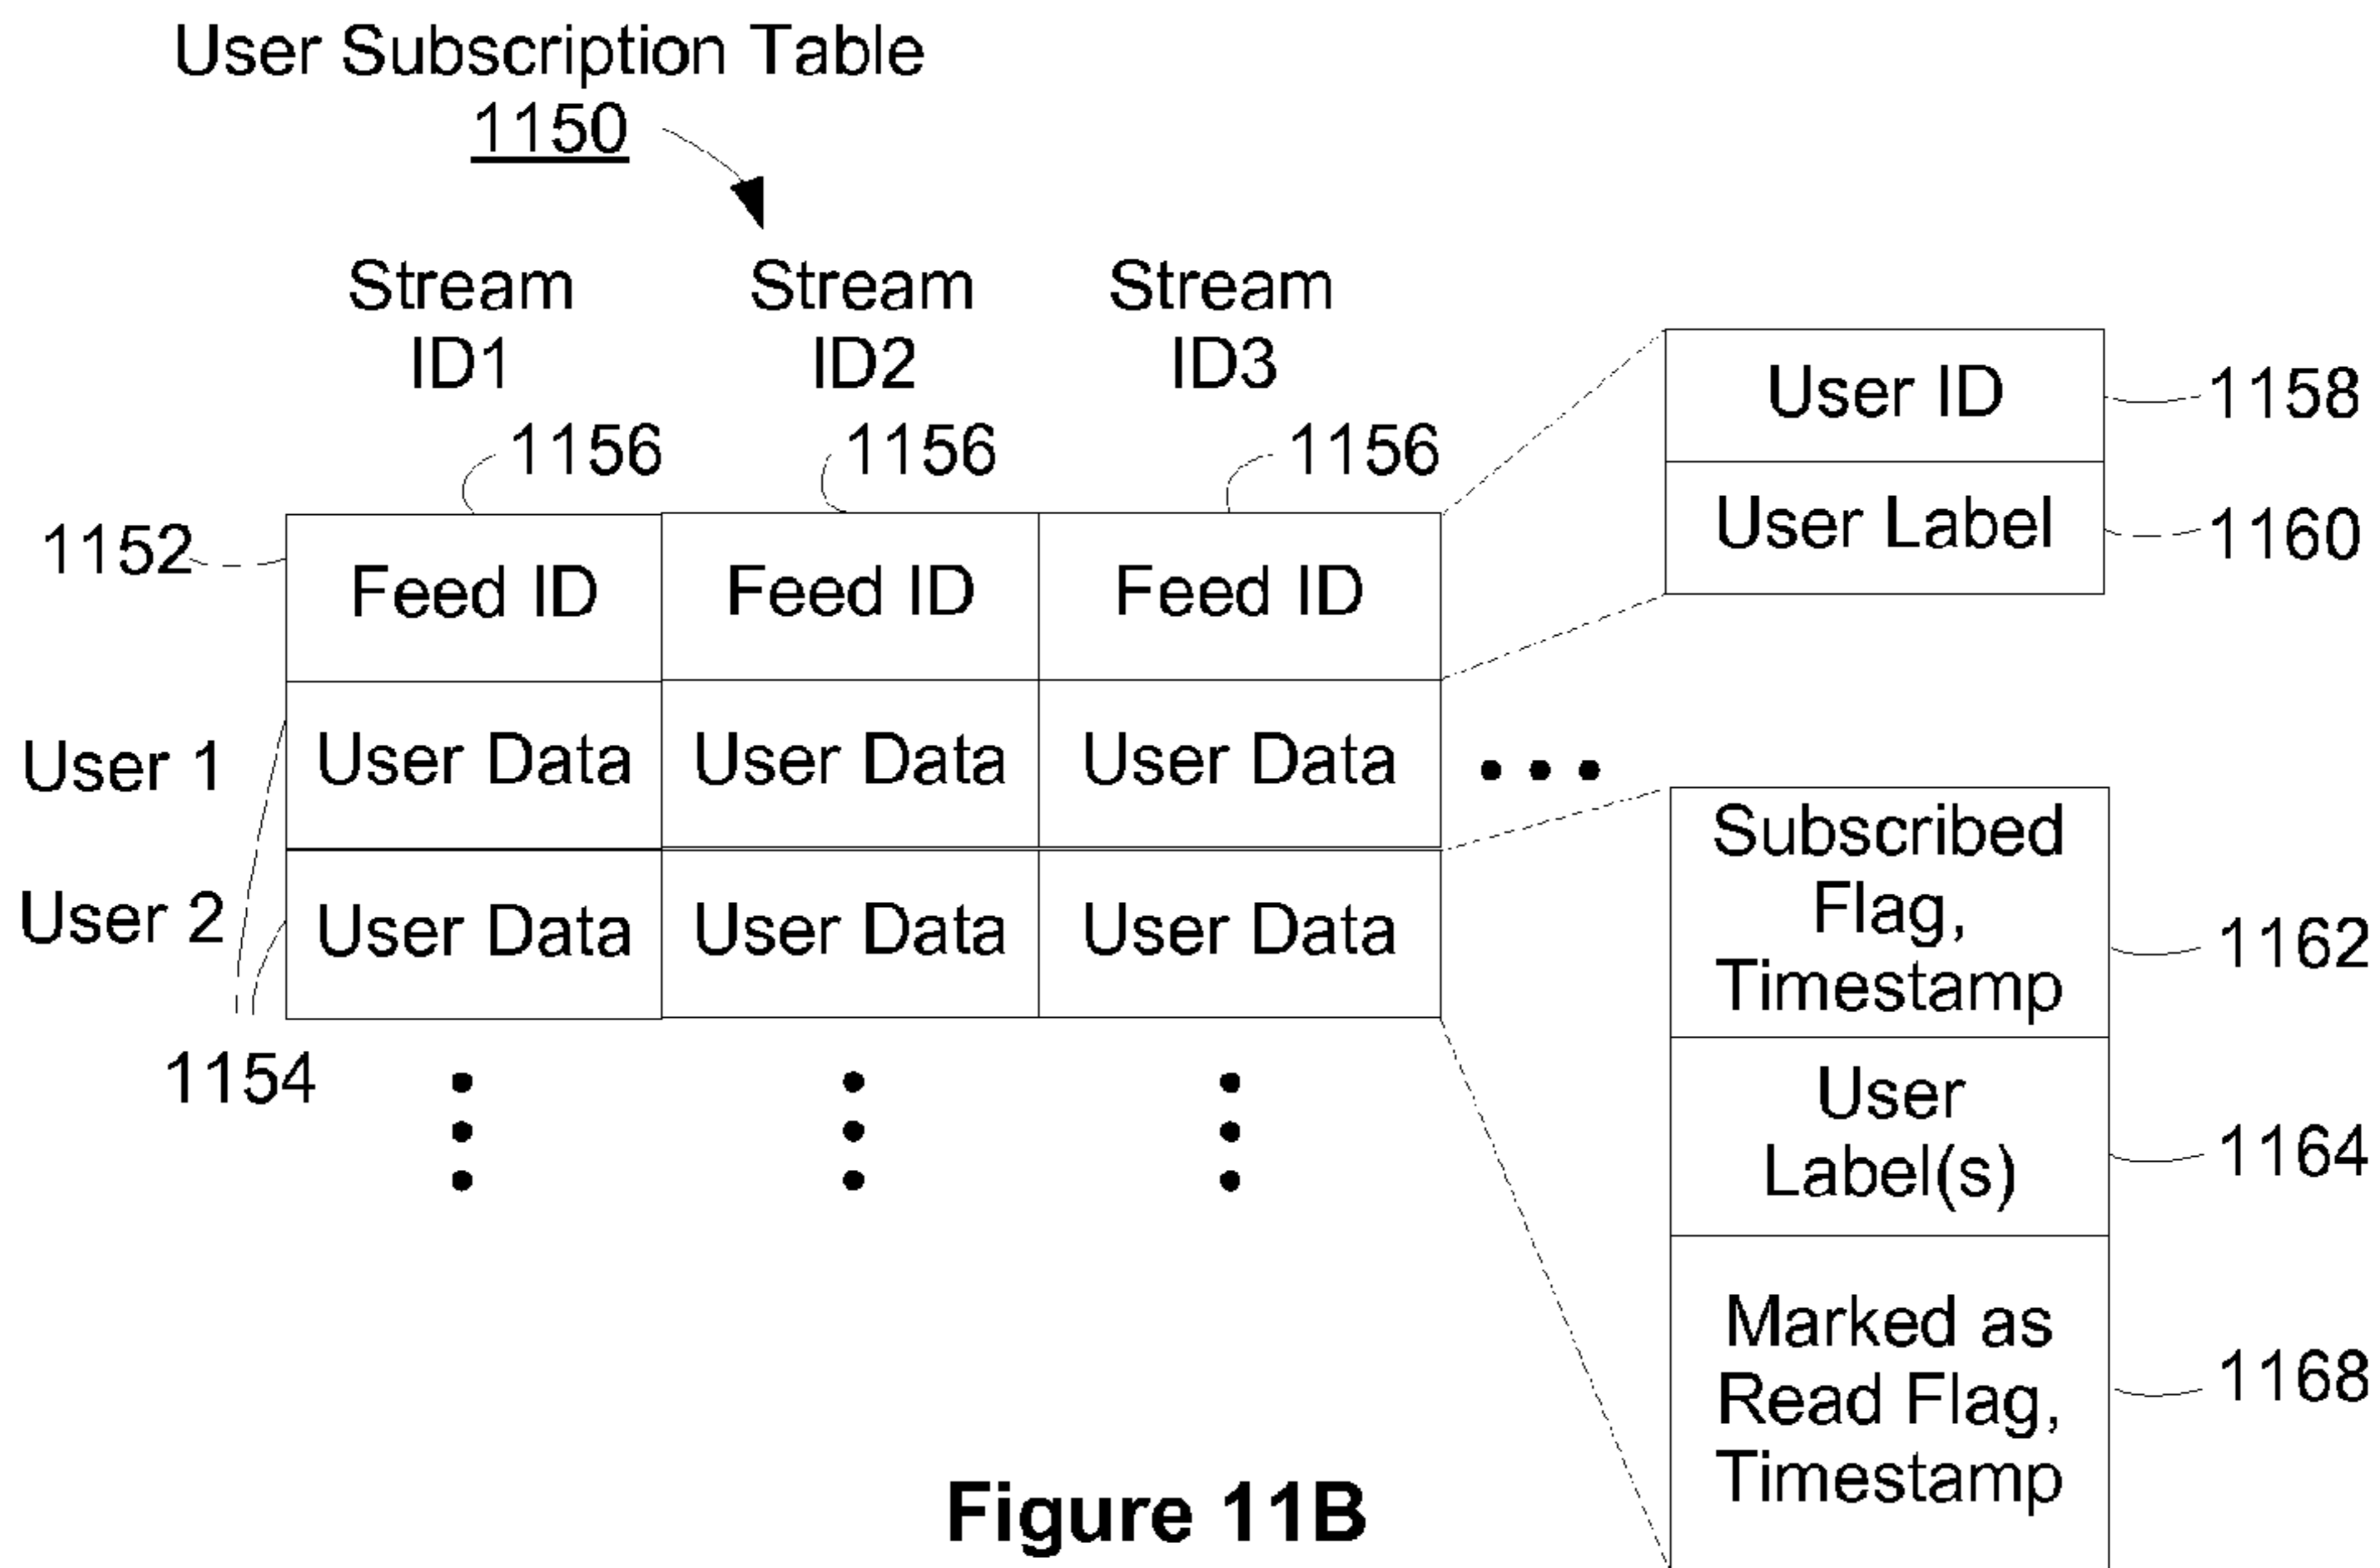 User Subscription Table
1150
Stream ID1
Stream ID2
Stream ID3
1156
1156
1156
1152
Feed ID
Feed ID
Feed ID
User 1
User Data
User Data
User Data
User 2
User Data
User Data
User Data
1154
User ID
1158
User Label
1160
Subscribed
Flag,
Timestamp
1162
User
Label(s)
1164
Marked as
Read Flag,
Timestamp
1168
Figure 11B